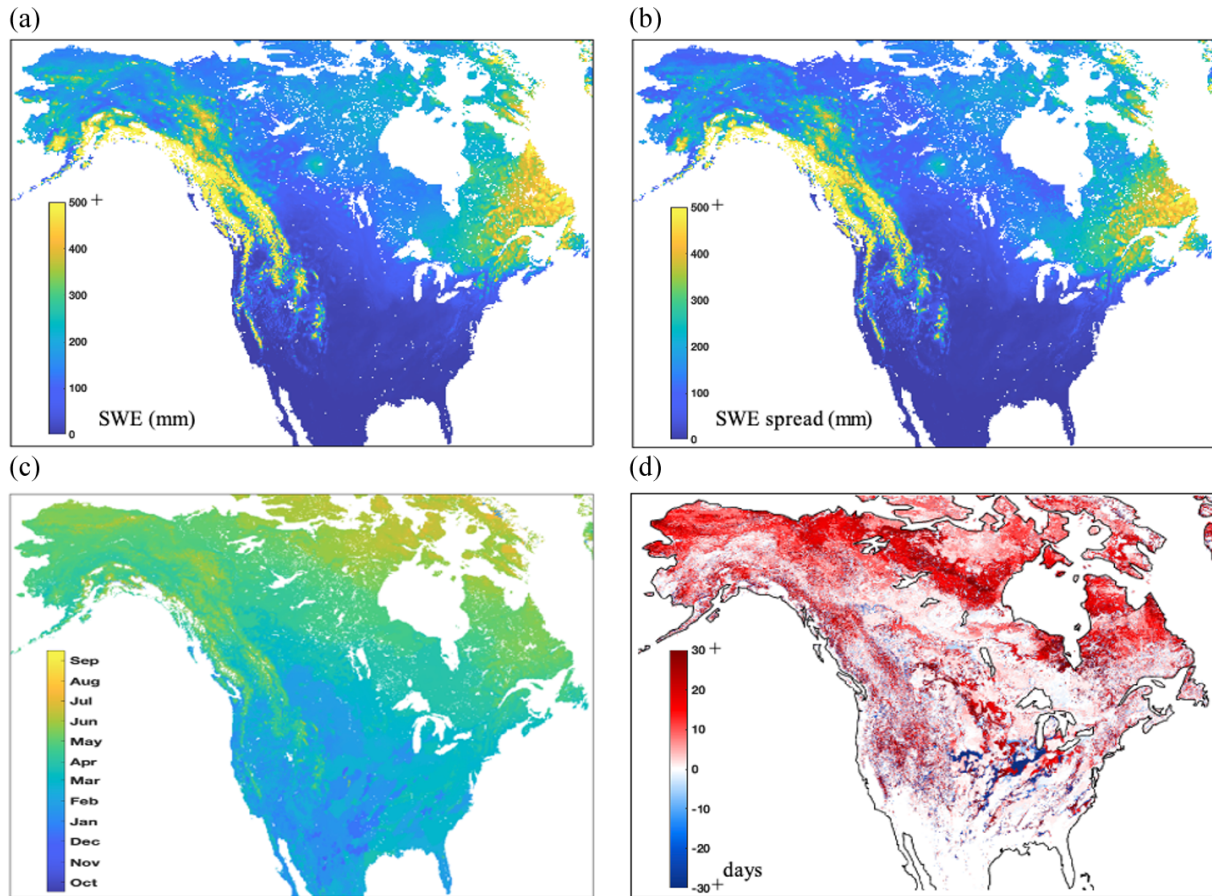 (a)
(b)
500 +
400
300
200
100
0
SWE (mm)
500 +
400
300
200
100
0
SWE spread (mm)
(c)
(d)
Sep
Aug
Jul
Jun
May
Apr
Mar
Feb
Jan
Dec
Nov
Oct
30 +
20
10
0
-10
-20
-30 +
days